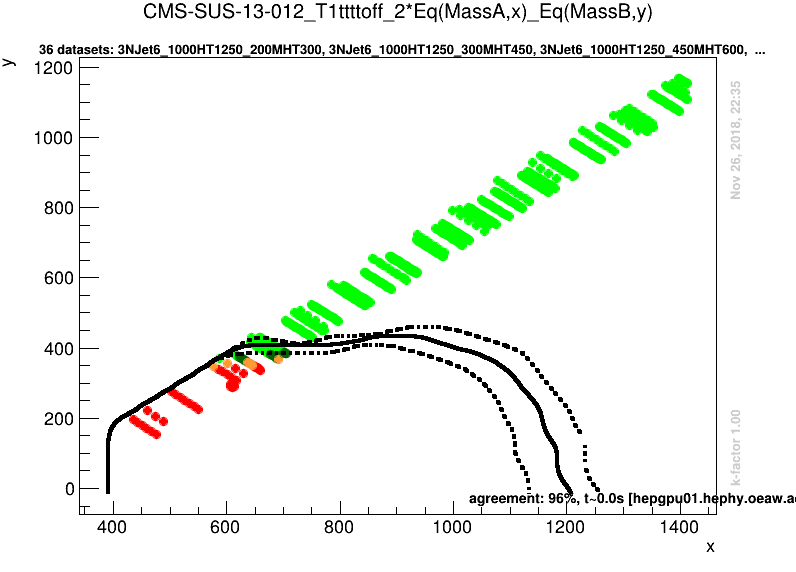 CMS-SUS-13-012_T1ttttoff_2*Eq(MassA,x)_Eq(MassB,y)
36 datasets: 3NJet6_1000HT1250_200MHT300, 3NJet6_1000HT1250_300MHT450, 3NJet6_1000HT1250_450MHT600, ...
y
1200
1000
800
600
400
200
0
Nov 26, 2018, 22:35
k-factor 1.00
agreement: 96%, t~0.0s [hepgpu01.hephy.oeaw.a
400 600 800 1000 1200 1400
x